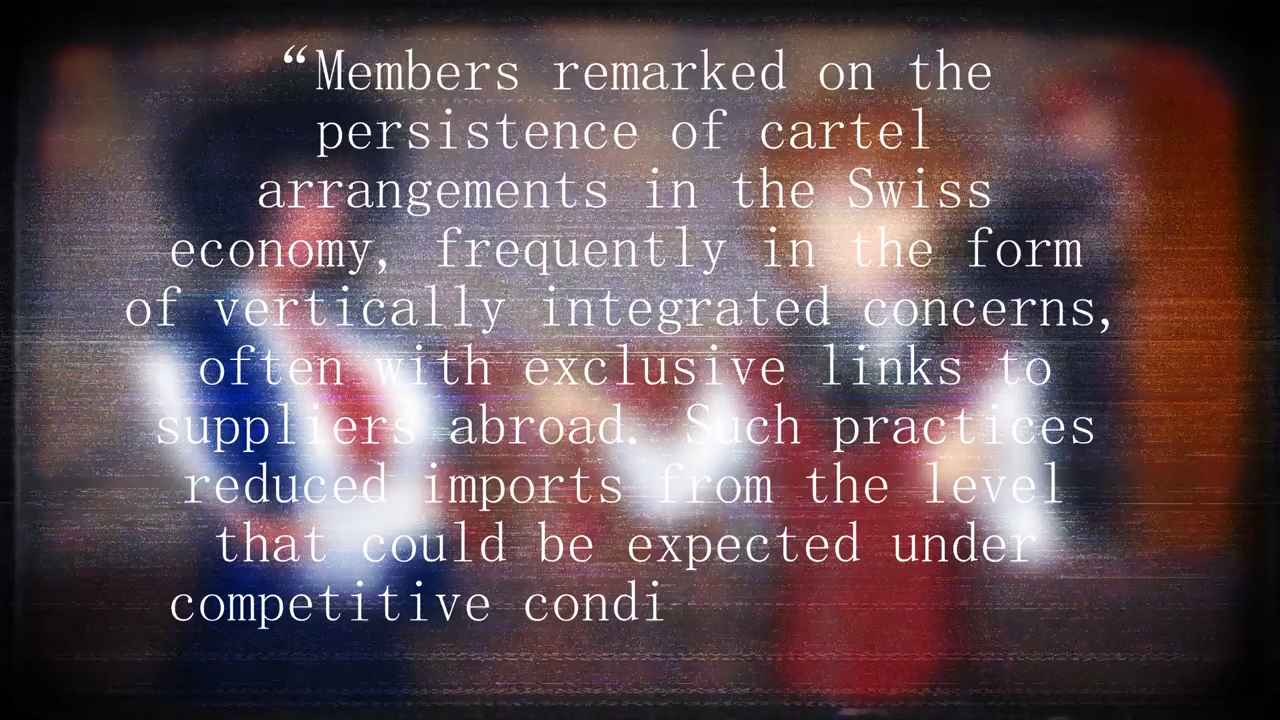 “Members remarked on the
persistence of cartel
arrangements in the Swiss
economy, frequently in the form
of vertically integrated concerns,
often with exclusive links to
suppliers abroad. Such practices
reduced imports from the level
that could be expected under
competitive condi